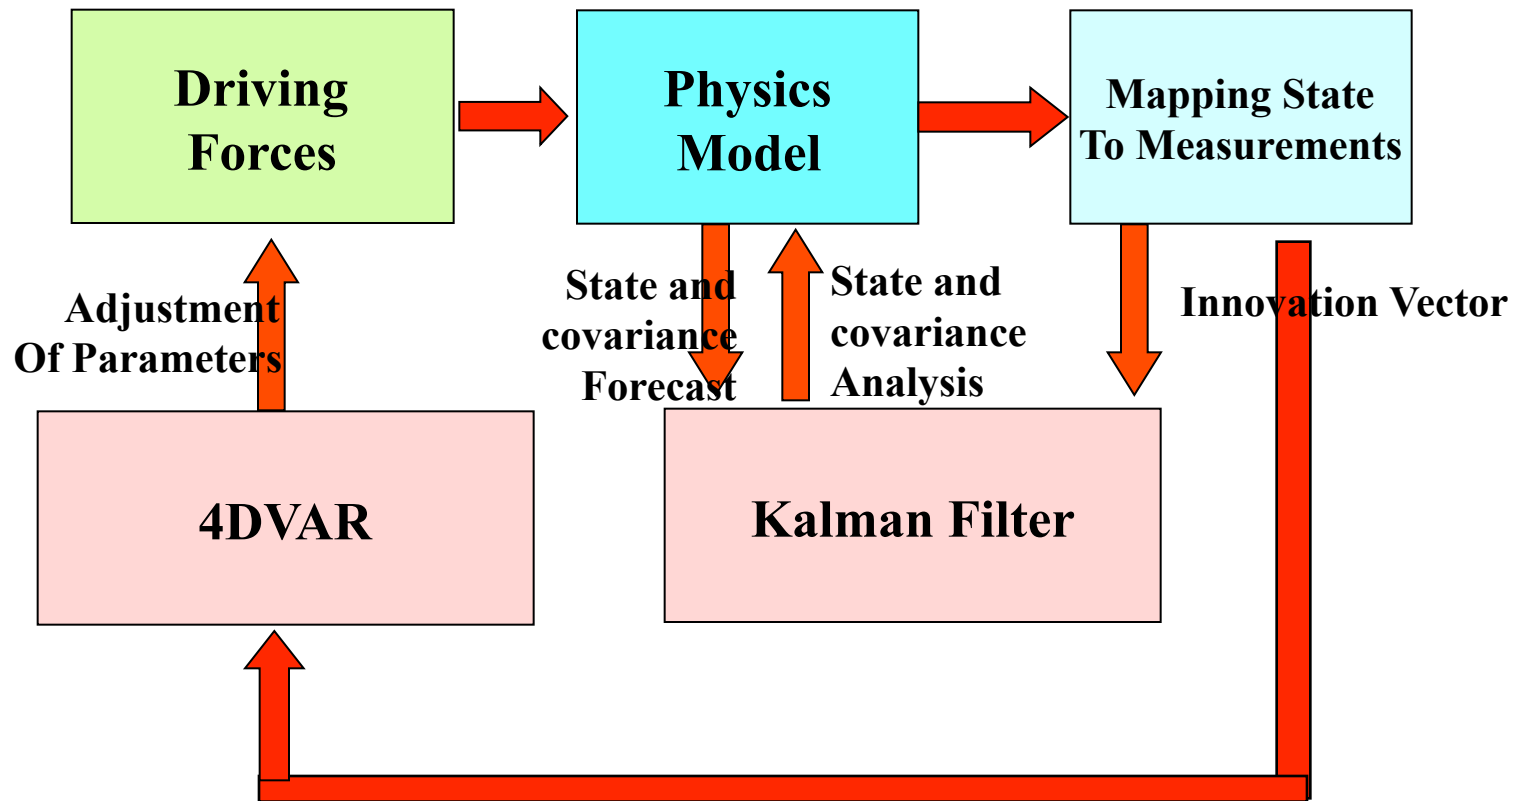 Driving
Forces
Physics
Model
Mapping State
To Measurements
Adjustment
Of Parameters
State and
covariance
Forecast
State and
covariance
Analysis
Innovation Vector
4DVAR
Kalman Filter